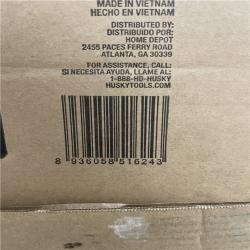 MADE IN VIETNAM
HECHO EN VIETNAM
DISTRIBUTED BY:
DISTRIBUIDO POR:
HOME DEPOT
2455 PACES FERRY ROAD
ATLANTA, GA 30339
FOR ASSISTANCE, CALL:
SI NECESITA AYUDA, LLAME AL:
1-888-HD-HUSKY
HUSKYTOOLS.COM
8 936058 516243